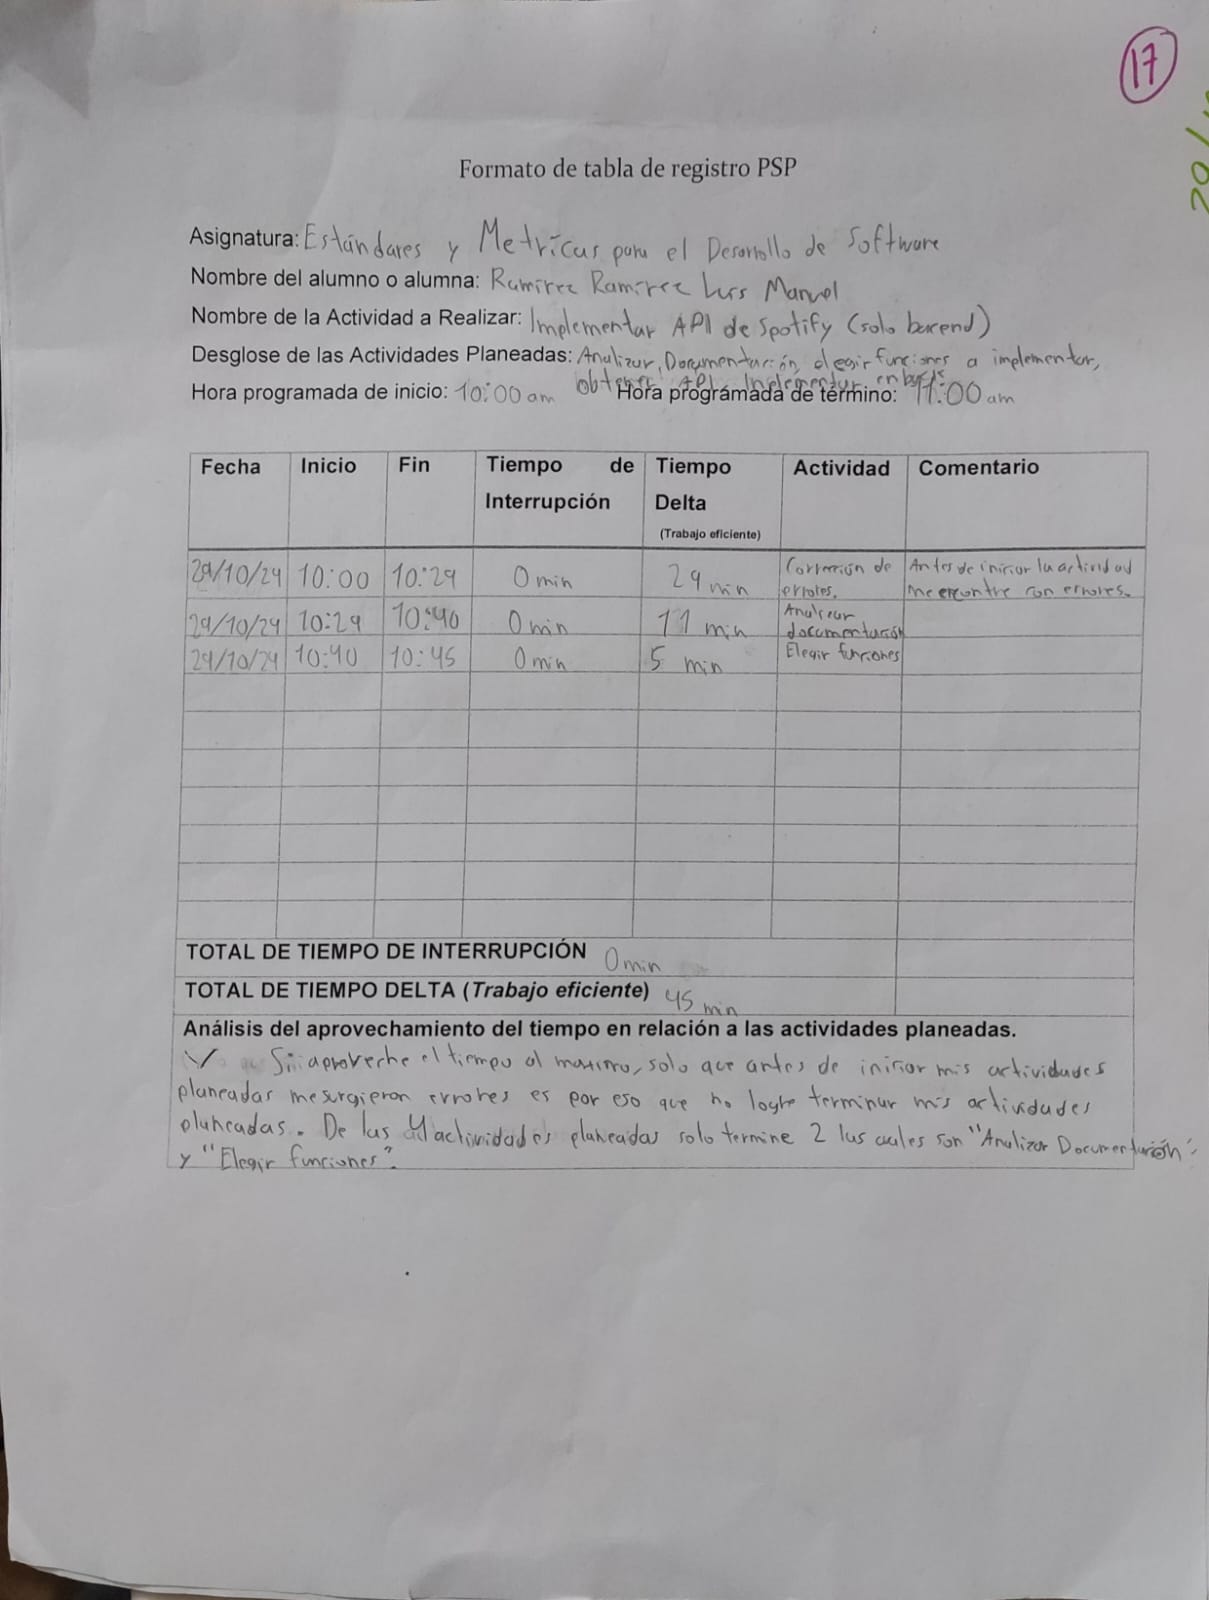 17
Formato de tabla de registro PSP
Asignatura: Estándares y Metrícas para el Desarrollo de Software
Nombre del alumno o alumna: Ramírez Ramírez Luis Manuel
Nombre de la Actividad a Realizar: Implementar API de Spotify (solo bacend)
Desglose de las Actividades Planeadas: Analizar Documentación, elegir funciones a implementar,
obtener API, Implementar en
Hora programada de inicio: 10:00 am Hora programada de término: 11:00 am
Fecha Inicio Fin Tiempo de Interrupción Tiempo Delta (Trabajo eficiente) Actividad Comentario
29/10/24 10:00 10:29 0 min 29 min Corrección de errores. Antes de iniciar la actividad me encontre con errores.
29/10/24 10:29 10:40 0 min 11 min Analizar documentación
29/10/24 10:40 10:45 0 min 5 min Elegir funciones
TOTAL DE TIEMPO DE INTERRUPCIÓN 0 min
TOTAL DE TIEMPO DELTA (Trabajo eficiente) 45 min
Análisis del aprovechamiento del tiempo en relación a las actividades planeadas.
Si aproveche el tiempo al maximo, solo que antes de iniciar mis actividades
planeadas me surgieron errores es por eso que no logre terminar mis actividades
planeadas. De las 4 actividades planeadas solo termine 2 las cuales son "Analizar Documentación"
y "Elegir funciones".